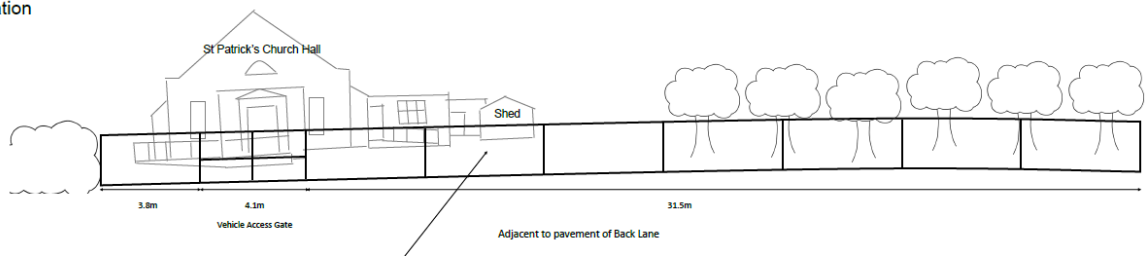 ation
St Patrick's Church Hall
Shed
3.8m
4.1m
31.5m
Vehicle Access Gate
Adjacent to pavement of Back Lane